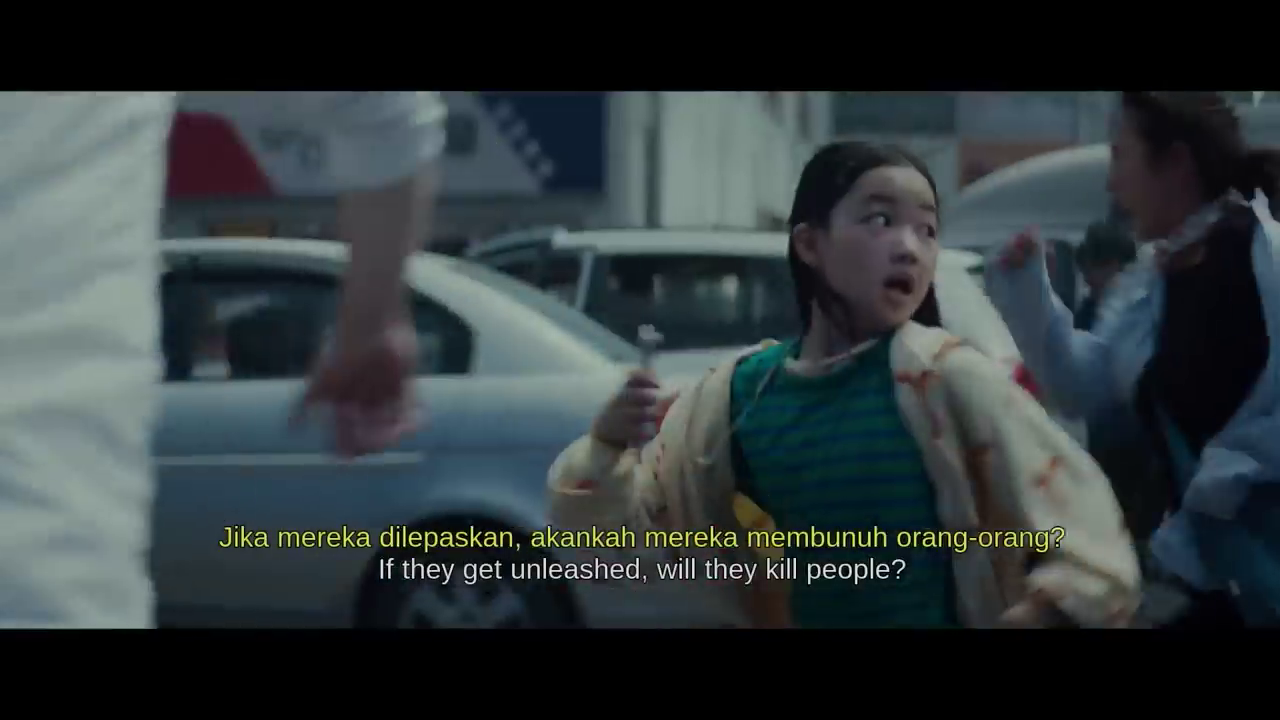 Jika mereka dilepaskan, akankah mereka membunuh orang-orang?
If they get unleashed, will they kill people?